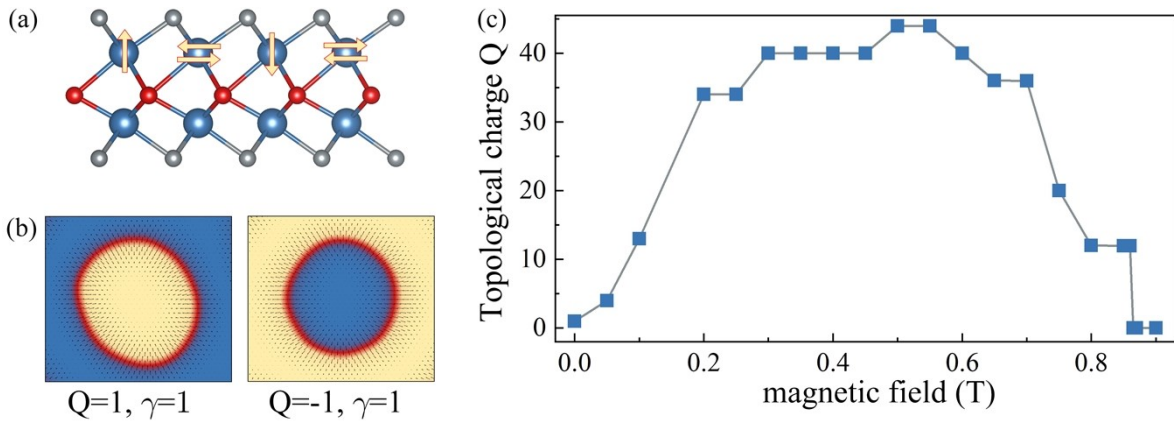 (a)
(b)
Q=1, γ=1
Q=-1, γ=1
(c)
Topological charge Q
40
30
20
10
0
0.0 0.2 0.4 0.6 0.8
magnetic field (T)